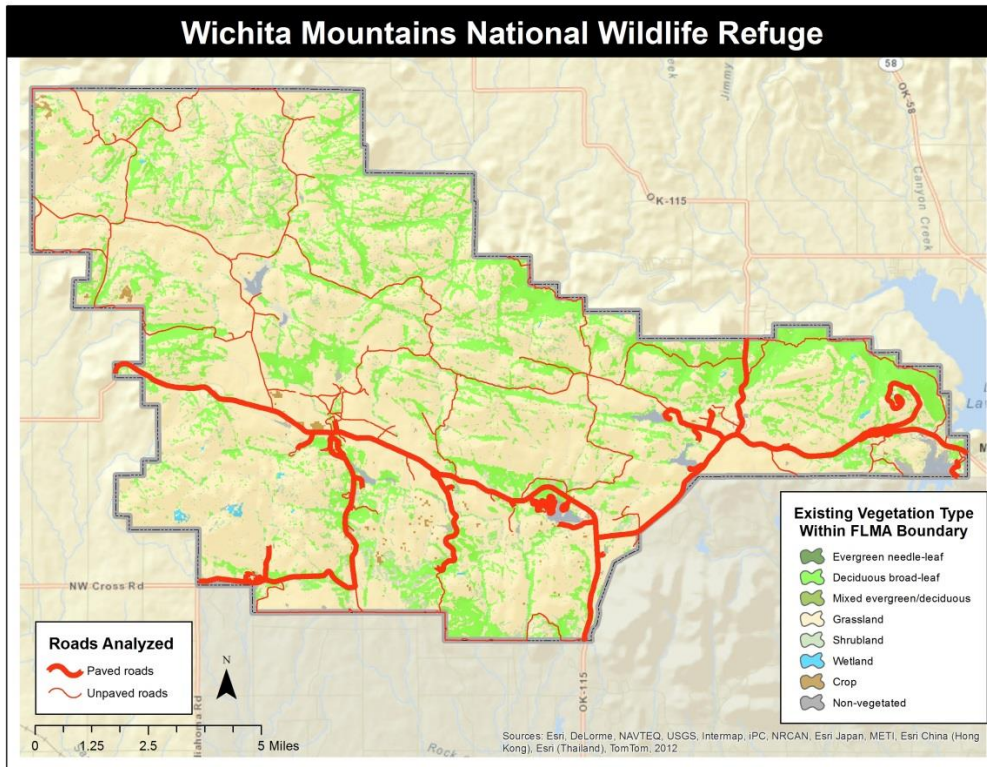 Wichita Mountains National Wildlife Refuge
58
OK-58
Creek
Jimmy
OK-115
Canyon Creek
NW Cross Rd
OK-115
Roads Analyzed
Paved roads
Unpaved roads
N
0 1.25 2.5 5 Miles
Existing Vegetation Type
Within FLMA Boundary
Evergreen needle-leaf
Deciduous broad-leaf
Mixed evergreen/deciduous
Grassland
Shrubland
Wetland
Crop
Non-vegetated
Sources: Esri, DeLorme, NAVTEQ, USGS, Intermap, iPC, NRCAN, Esri Japan, METI, Esri China (Hong
Kong), Esri (Thailand), TomTom, 2012